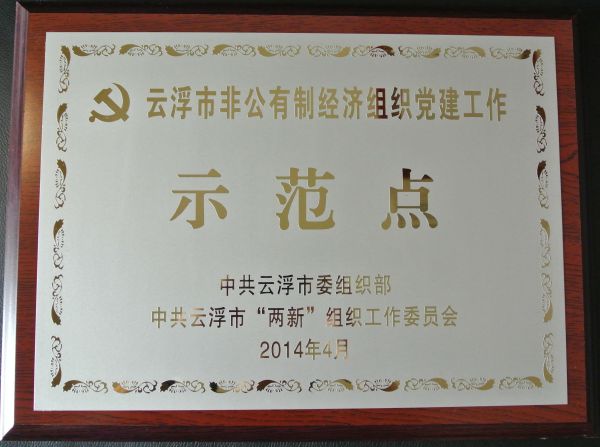 云浮市非公有制经济组织党建工作
示范点
中共云浮市委组织部
中共云浮市“两新”组织工作委员会
2014年4月